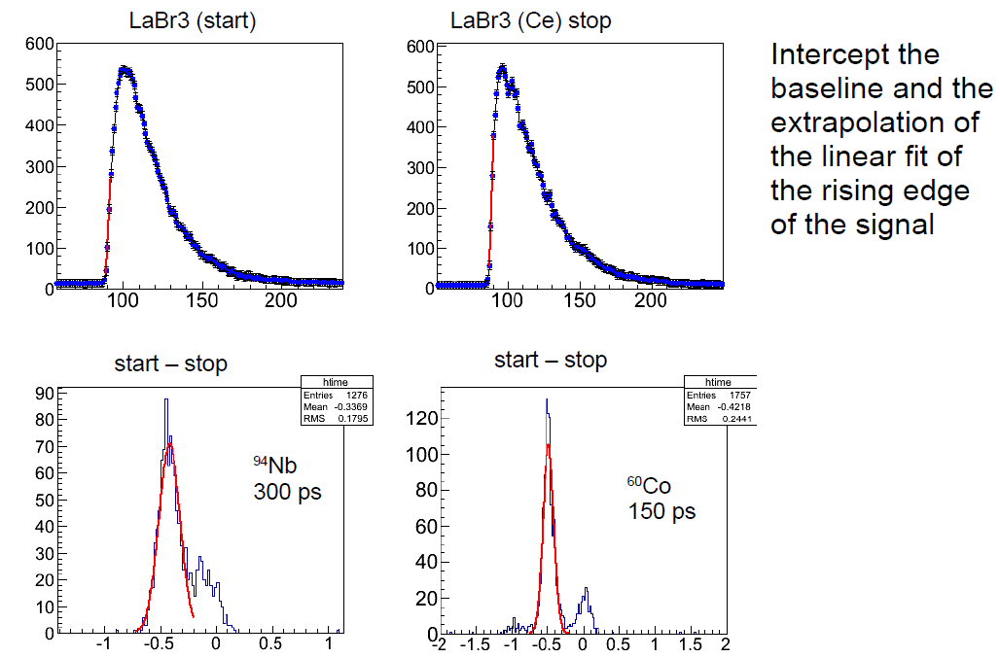 LaBr3 (start)
600
500
400
300
200
100
0
100
150
200
LaBr3 (Ce) stop
600
500
400
300
200
100
0
100
150
200
Intercept the
baseline and the
extrapolation of
the linear fit of
the rising edge
of the signal
start – stop
htime
Entries 1276
Mean -0.3369
RMS 0.1795
90
80
70
60
50
40
30
20
10
0
-1
-0.5
0
0.5
1
94Nb
300 ps
start – stop
htime
Entries 1757
Mean -0.4218
RMS 0.2441
120
100
80
60
40
20
0
-2
-1.5
-1
-0.5
0
0.5
1
1.5
2
60Co
150 ps